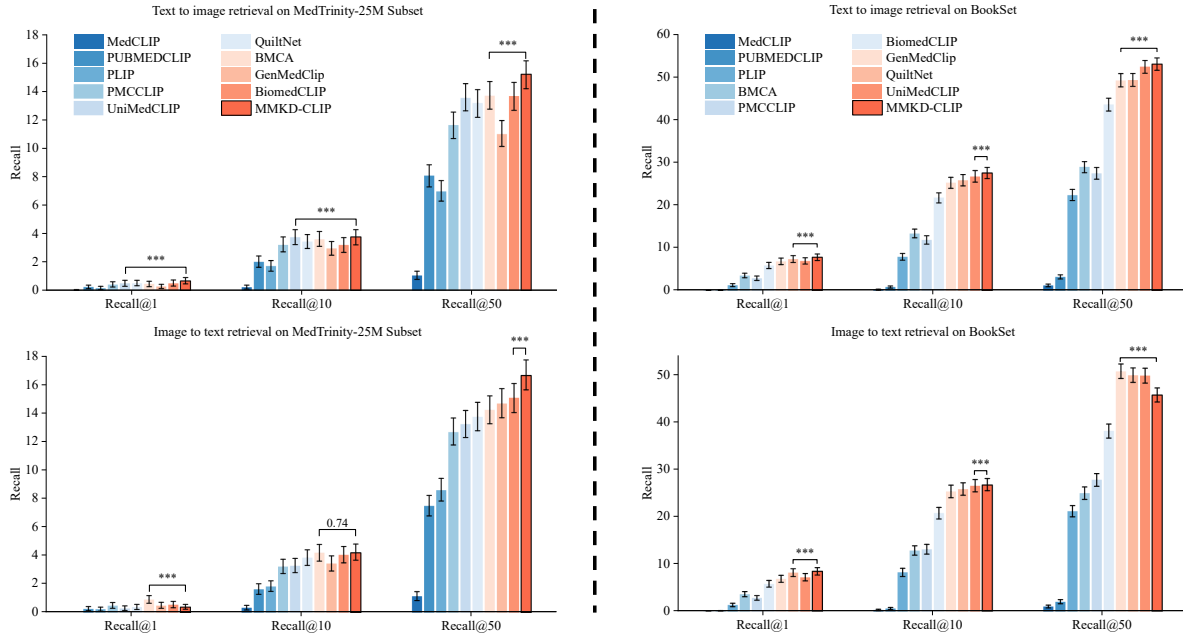 Text to image retrieval on MedTrinity-25M Subset
18
16
14
12
10
8
6
4
2
0
Recall
MedCLIP
PUBMEDCLIP
PLIP
PMCCLIP
UniMedCLIP
QuiltNet
BMCA
GenMedClip
BiomedCLIP
MMKD-CLIP
***
***
***
Recall@1
Recall@10
Recall@50
Image to text retrieval on MedTrinity-25M Subset
18
16
14
12
10
8
6
4
2
0
Recall
***
0.74
***
Recall@1
Recall@10
Recall@50
Text to image retrieval on BookSet
60
50
40
30
20
10
0
Recall
MedCLIP
PUBMEDCLIP
PLIP
BMCA
PMCCLIP
BiomedCLIP
GenMedClip
QuiltNet
UniMedCLIP
MMKD-CLIP
***
***
***
Recall@1
Recall@10
Recall@50
Image to text retrieval on BookSet
50
40
30
20
10
0
Recall
***
***
***
Recall@1
Recall@10
Recall@50